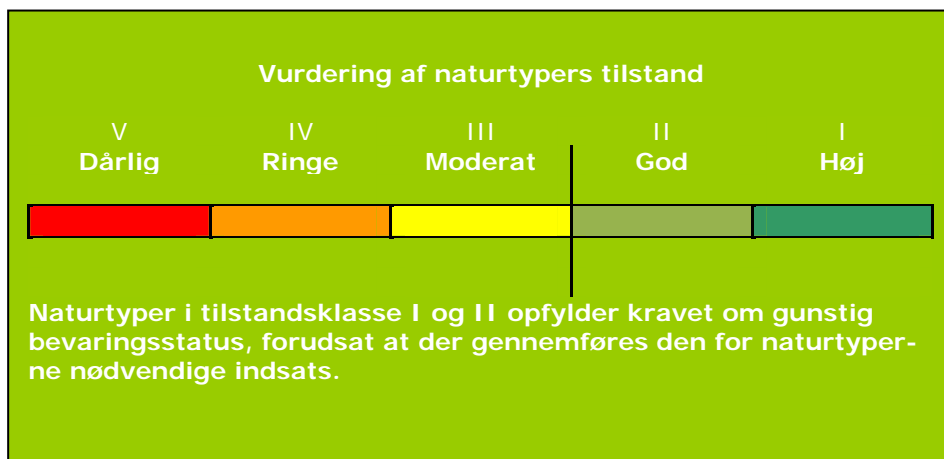 Vurdering af naturtypers tilstand
V IV III II I
Dårlig Ringe Moderat God Høj
Naturtyper i tilstandsklasse I og II opfylder kravet om gunstig
bevaringsstatus, forudsat at der gennemføres den for naturtyper-
ne nødvendige indsats.